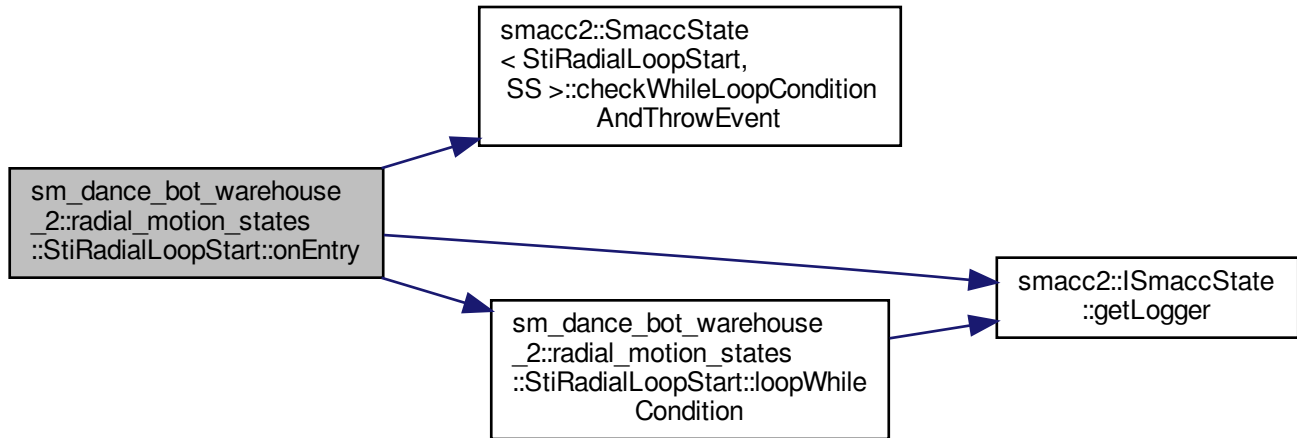 smacc2::SmaccState
< StiRadialLoopStart,
SS >::checkWhileLoopCondition
AndThrowEvent
sm_dance_bot_warehouse
_2::radial_motion_states
::StiRadialLoopStart::onEntry
smacc2::ISmaccState
::getLogger
sm_dance_bot_warehouse
_2::radial_motion_states
::StiRadialLoopStart::loopWhile
Condition